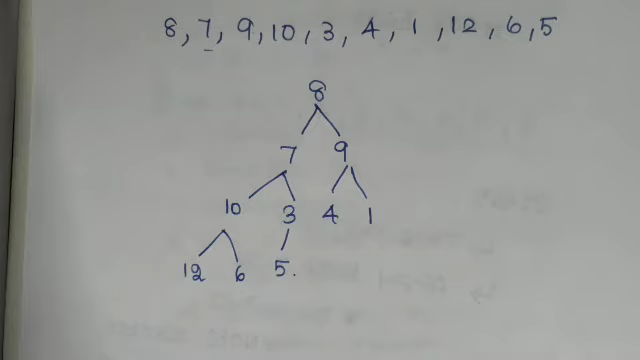 8, 7, 9, 10, 3, 4, 1, 12, 6, 5
8
7 9
10 3 4 1
12 6 5.